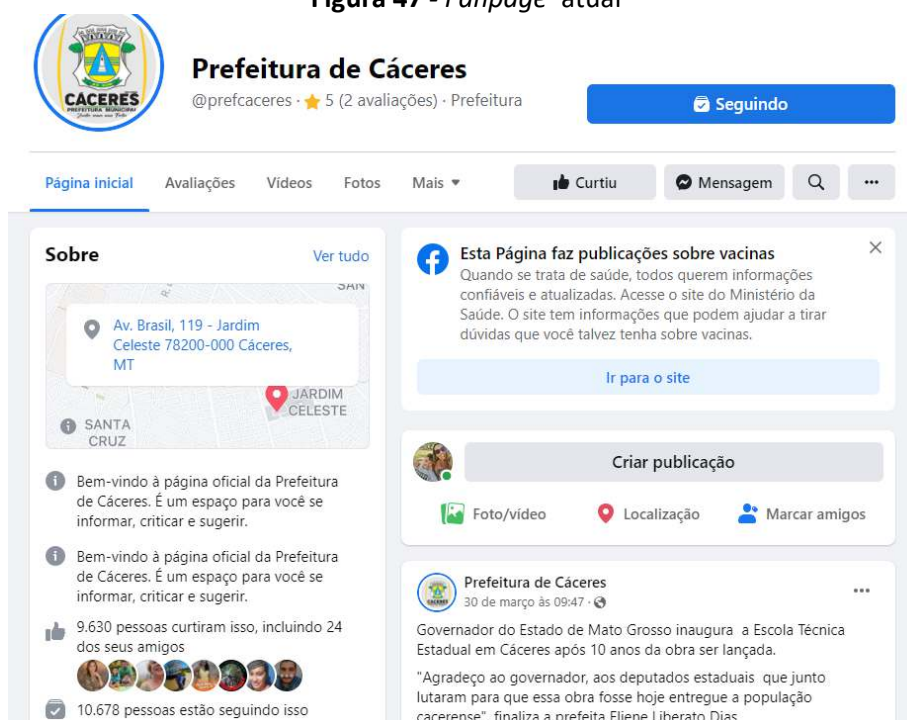 Figura 47 - Fanpage atual
CÁCERES
PREFEITURA MUNICIPAL
Prefeitura de Cáceres
@prefcaceres · 5 (2 avaliações) · Prefeitura
Seguindo
Página inicial Avaliações Vídeos Fotos Mais
Curtiu
Mensagem
Sobre
Ver tudo
SAN
Av. Brasil, 119 - Jardim
Celeste 78200-000 Cáceres,
MT
JARDIM
CELESTE
SANTA
CRUZ
Bem-vindo à página oficial da Prefeitura
de Cáceres. É um espaço para você se
informar, criticar e sugerir.
Bem-vindo à página oficial da Prefeitura
de Cáceres. É um espaço para você se
informar, criticar e sugerir.
9.630 pessoas curtiram isso, incluindo 24
dos seus amigos
10.678 pessoas estão seguindo isso
Esta Página faz publicações sobre vacinas
Quando se trata de saúde, todos querem informações
confiáveis e atualizadas. Acesse o site do Ministério da
Saúde. O site tem informações que podem ajudar a tirar
dúvidas que você talvez tenha sobre vacinas.
Ir para o site
Criar publicação
Foto/vídeo
Localização
Marcar amigos
Prefeitura de Cáceres
30 de março às 09:47 ·
Governador do Estado de Mato Grosso inaugura a Escola Técnica
Estadual em Cáceres após 10 anos da obra ser lançada.
"Agradeço ao governador, aos deputados estaduais que junto
lutaram para que essa obra fosse hoje entregue a população
cacerense", finaliza a prefeita Eliene Liberato Dias